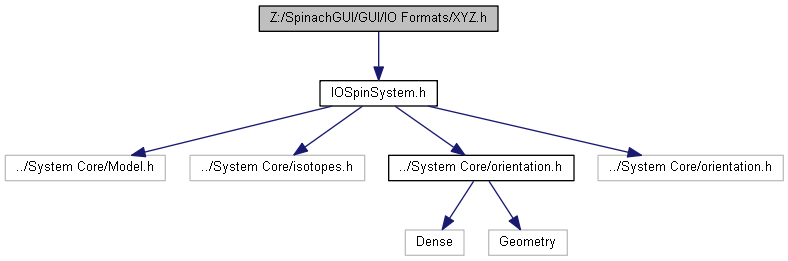 Z:/SpinachGUI/GUI/IO Formats/XYZ.h
IOSpinSystem.h
../System Core/Model.h
../System Core/isotopes.h
../System Core/orientation.h
../System Core/orientation.h
Dense
Geometry